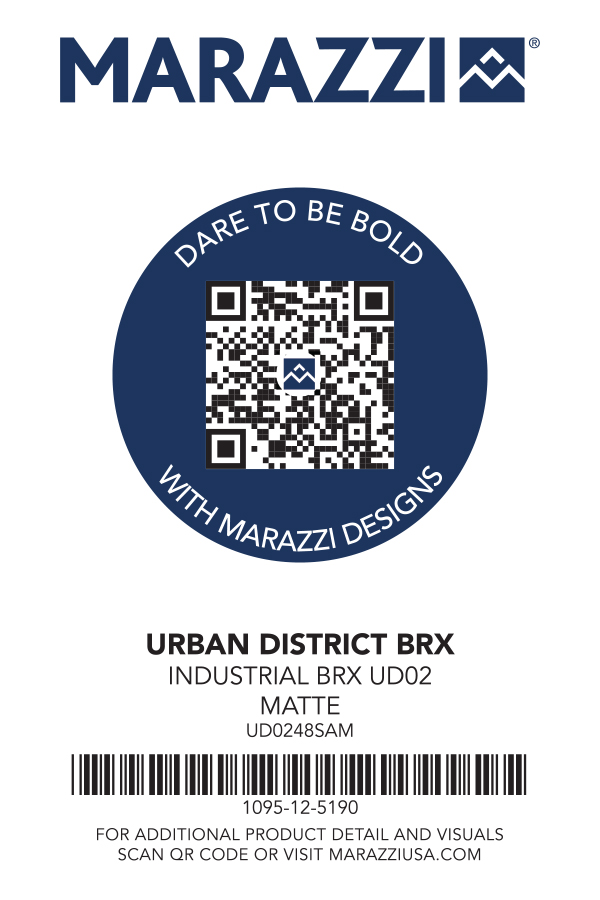 MARAZZI®
DARE TO BE BOLD
WITH MARAZZI DESIGNS
URBAN DISTRICT BRX
INDUSTRIAL BRX UD02
MATTE
UD0248SAM
1095-12-5190
FOR ADDITIONAL PRODUCT DETAIL AND VISUALS
SCAN QR CODE OR VISIT MARAZZIUSA.COM